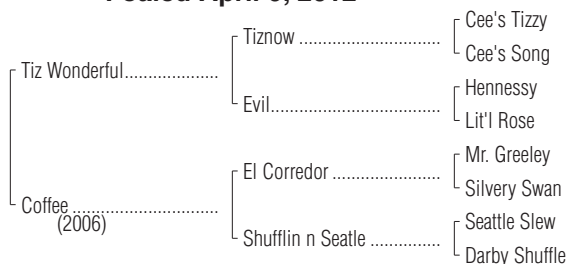 Foaled April 2012
Cee's Tizzy
Tiznow
Cee's Song
Tiz Wonderful
Hennessy
Evil
Lit'l Rose
Mr. Greeley
El Corredor
Silvery Swan
Coffee
(2006)
Seattle Slew
Shufflin n Seatle
Darby Shuffle